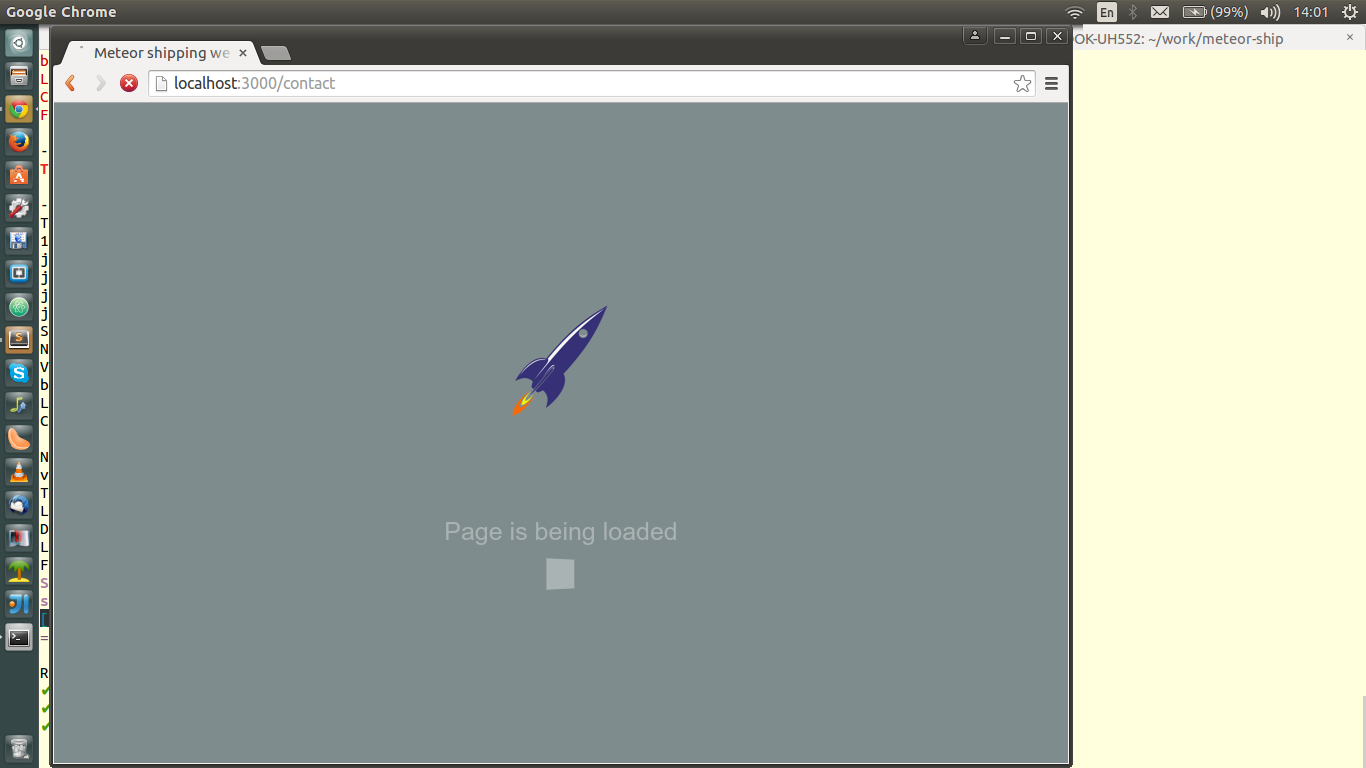 Google Chrome
En
(99%)
14:01
Meteor shipping we
OK-UH552: ~/work/meteor-ship
localhost:3000/contact
b
L
C
F
-
T
-
T
1
j
j
j
j
S
N
V
b
L
C
N
v
T
L
D
L
F
S
s
[
=
R
✔
✔
✔
Page is being loaded